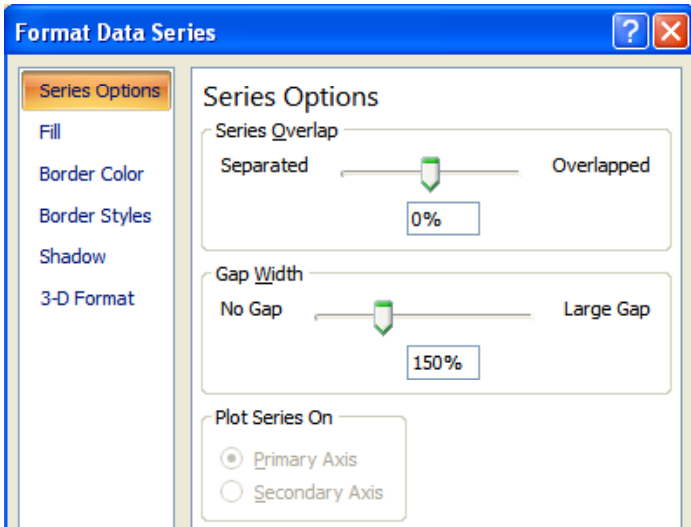 Format Data Series
?
Series Options
Fill
Border Color
Border Styles
Shadow
3-D Format
Series Options
Series Overlap
Separated Overlapped
0%
Gap Width
No Gap Large Gap
150%
Plot Series On
Primary Axis
Secondary Axis